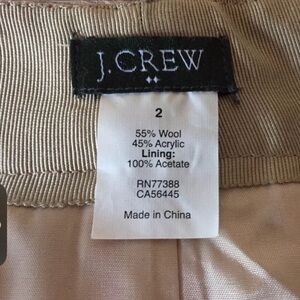 J.CREW
2
55% Wool
45% Acrylic
Lining:
100% Acetate
RN77388
CA56445
Made in China